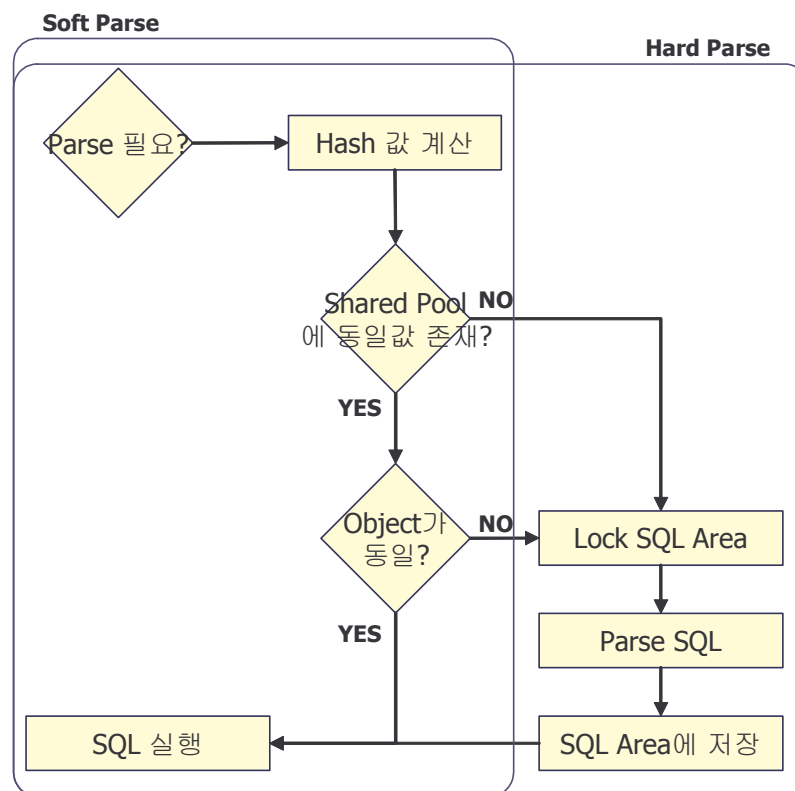 Soft Parse
Hard Parse
Parse 필요?
Hash 값 계산
Shared Pool
에 동일값 존재?
NO
YES
Object가
동일?
NO
Lock SQL Area
YES
Parse SQL
SQL 실행
SQL Area에 저장